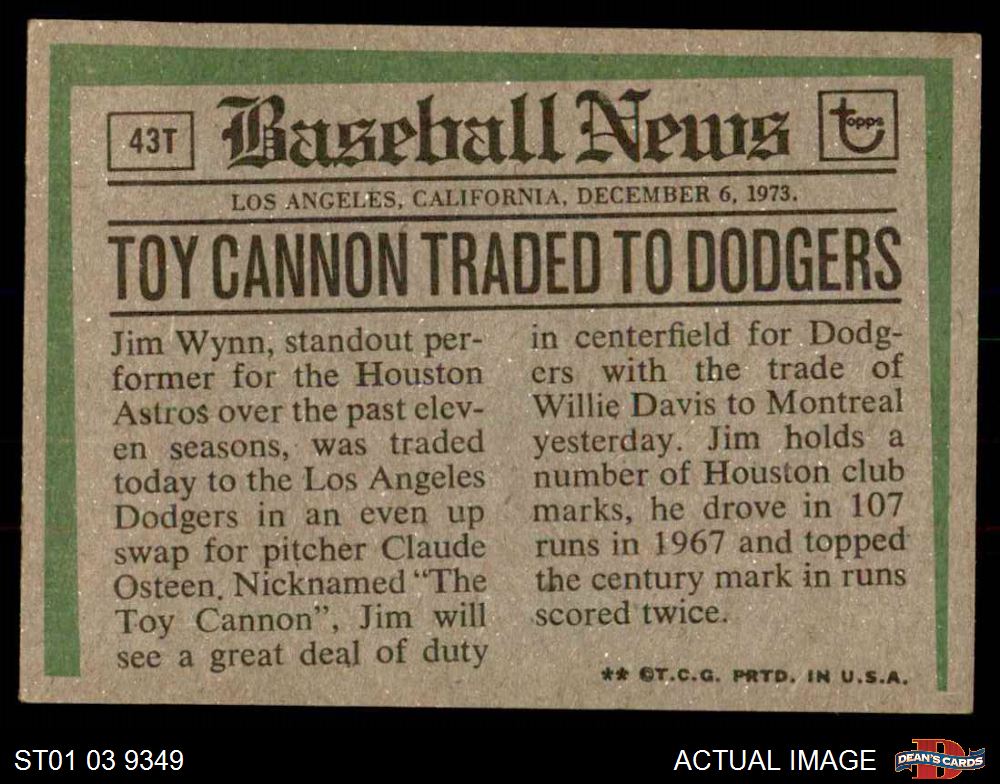 43T
Baseball News
Topps
LOS ANGELES, CALIFORNIA, DECEMBER 6, 1973.
TOY CANNON TRADED TO DODGERS
Jim Wynn, standout per-
former for the Houston
Astros over the past elev-
en seasons, was traded
today to the Los Angeles
Dodgers in an even up
swap for pitcher Claude
Osteen. Nicknamed “The
Toy Cannon”, Jim will
see a great deal of duty
in centerfield for Dodg-
ers with the trade of
Willie Davis to Montreal
yesterday. Jim holds a
number of Houston club
marks, he drove in 107
runs in 1967 and topped
the century mark in runs
scored twice.
** ©T.C.G. PRTD. IN U.S.A.
ST01 03 9349
ACTUAL IMAGE
D
DEAN'S CARDS